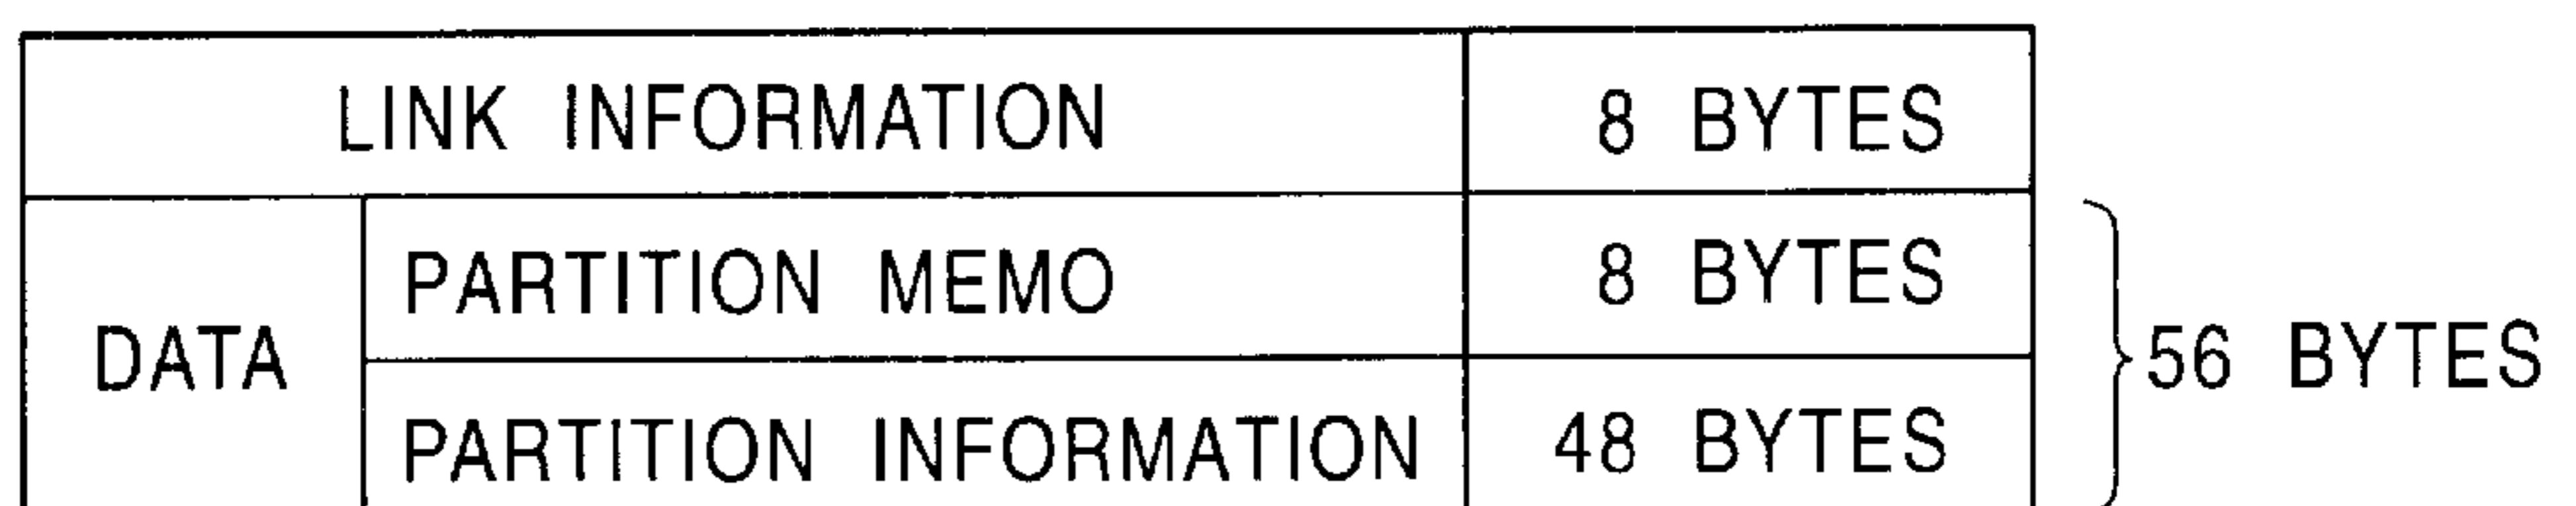 LINK INFORMATION 8 BYTES
PARTITION MEMO 8 BYTES
DATA 56 BYTES
PARTITION INFORMATION 48 BYTES